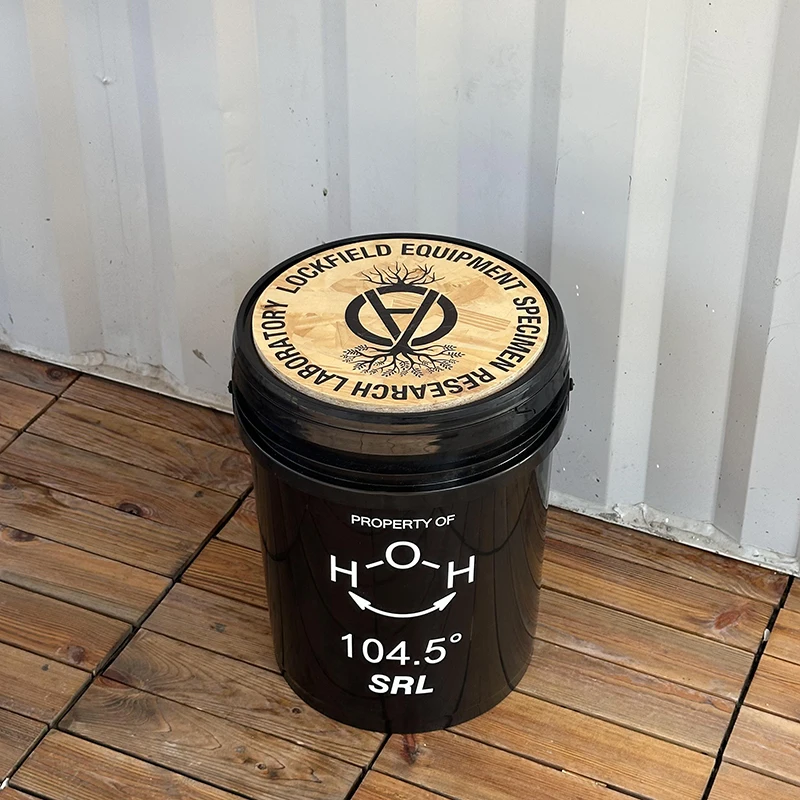 LOCKFIELD EQUIPMENT SPECIMEN RESEARCH LABORATORY
PROPERTY OF
H O H
104.5°
SRL